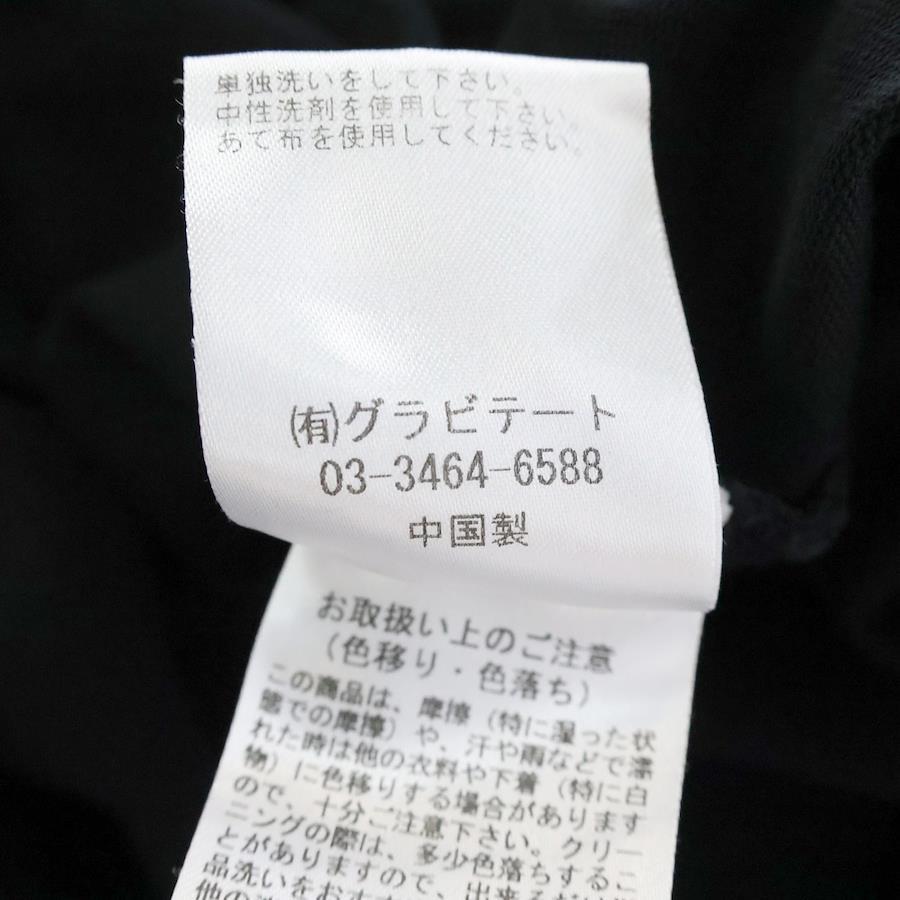 単独洗いをして下さい。
中性洗剤を使用して下さい。
あて布を使用してください。
㈲グラビテート
03-3464-6588
中国製
お取扱い上のご注意
(色移り・色落ち)
この商品は、摩擦(特に湿った状
態での摩擦)や、汗や雨などで濡
れた時は他の衣料や下着(特に白
物)に色移りする場合があります
ので、十分ご注意下さい。クリー
ニングの際は、多少色落ちするこ
とがありますので、出来るだけ
品洗いをおす
他の